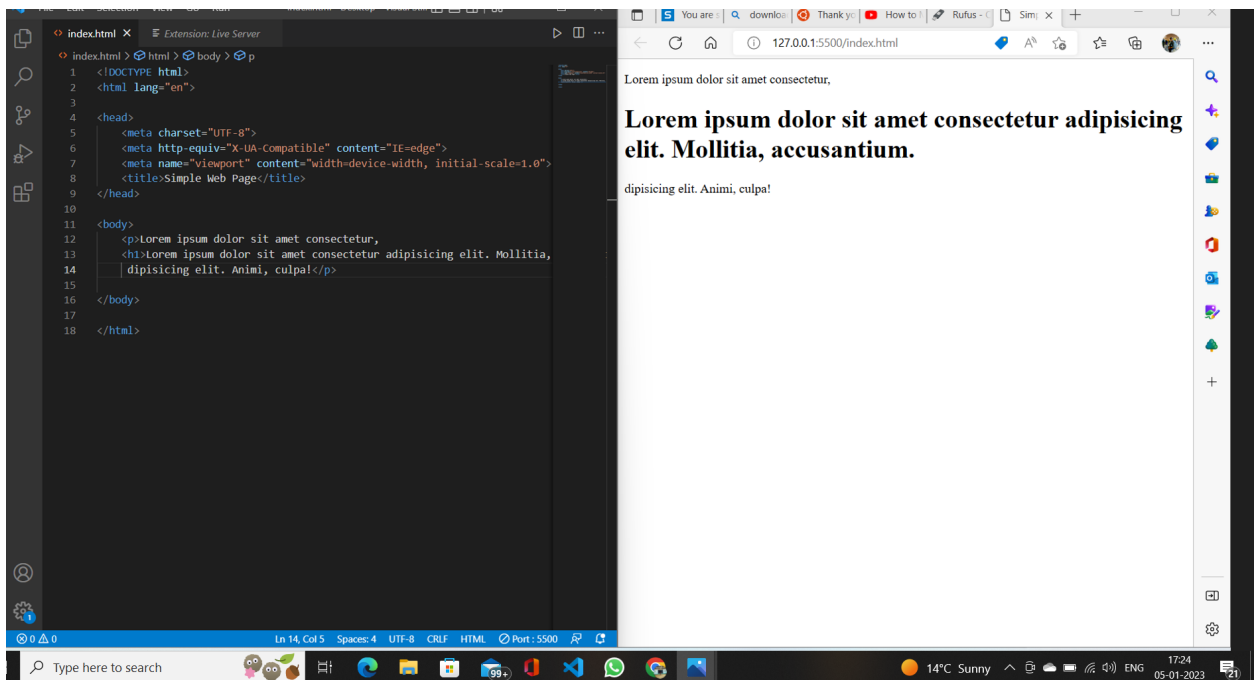 index.html
Extension: Live Server
index.html > html > body > p
1 <!DOCTYPE html>
2 <html lang="en">
3
4 <head>
5 <meta charset="UTF-8">
6 <meta http-equiv="X-UA-Compatible" content="IE=edge">
7 <meta name="viewport" content="width=device-width, initial-scale=1.0">
8 <title>Simple Web Page</title>
9 </head>
10
11 <body>
12 <p>Lorem ipsum dolor sit amet consectetur,
13 <h1>Lorem ipsum dolor sit amet consectetur adipisicing elit. Mollitia,
14 dipisicing elit. Animi, culpa!</p>
15
16 </body>
17
18 </html>
1
0 0
Ln 14, Col 5 Spaces: 4 UTF-8 CRLF HTML Port : 5500
You are downloa Thank yo How to Rufus - Sim
127.0.0.1:5500/index.html
Lorem ipsum dolor sit amet consectetur,
Lorem ipsum dolor sit amet consectetur adipisicing
elit. Mollitia, accusantium.
dipisicing elit. Animi, culpa!
Type here to search
99+
14°C Sunny
ENG
17:24
05-01-2023
21